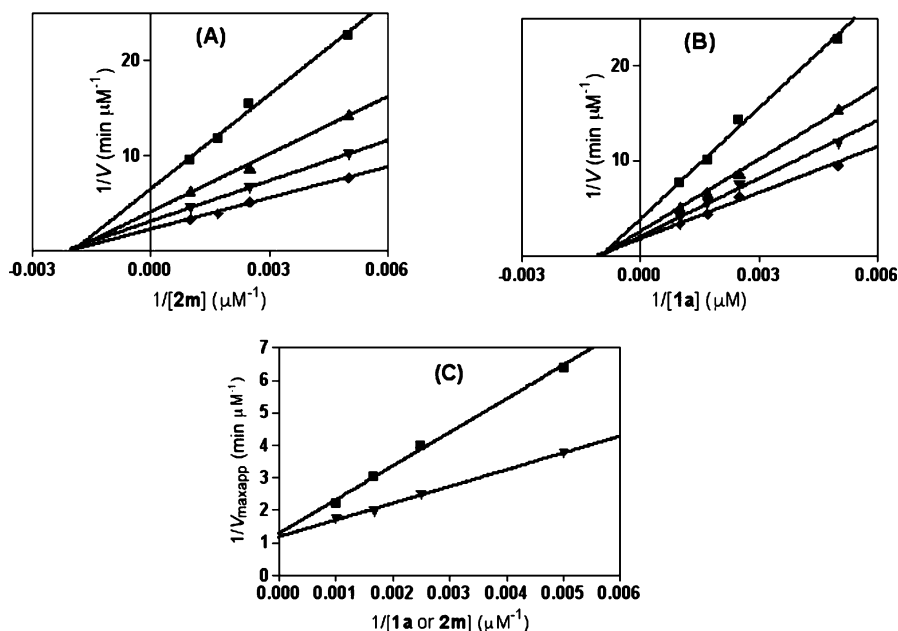 (A)
20
10
1/V (min μM⁻¹)
-0.003 0.000 0.003 0.006
1/[2m] (μM⁻¹)
(B)
20
10
1/V (min μM⁻¹)
-0.003 0.000 0.003 0.006
1/[1a] (μM)
(C)
7
6
5
4
3
2
1
0
1/Vmaxapp (min μM⁻¹)
0.000 0.001 0.002 0.003 0.004 0.005 0.006
1/[1a or 2m] (μM⁻¹)